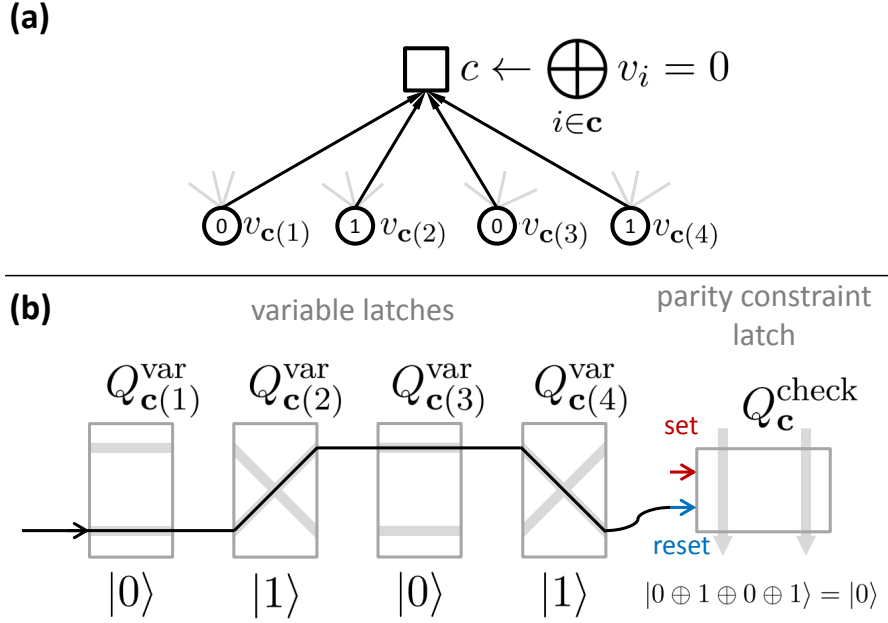 (a)
c ← ⨁ v_i = 0
i∈c
0 v_c(1) 1 v_c(2) 0 v_c(3) 1 v_c(4)
(b)
variable latches
parity constraint
latch
Q^var_c(1) Q^var_c(2) Q^var_c(3) Q^var_c(4) Q^check_c
set
reset
|0⟩ |1⟩ |0⟩ |1⟩ |0 ⊕ 1 ⊕ 0 ⊕ 1⟩ = |0⟩